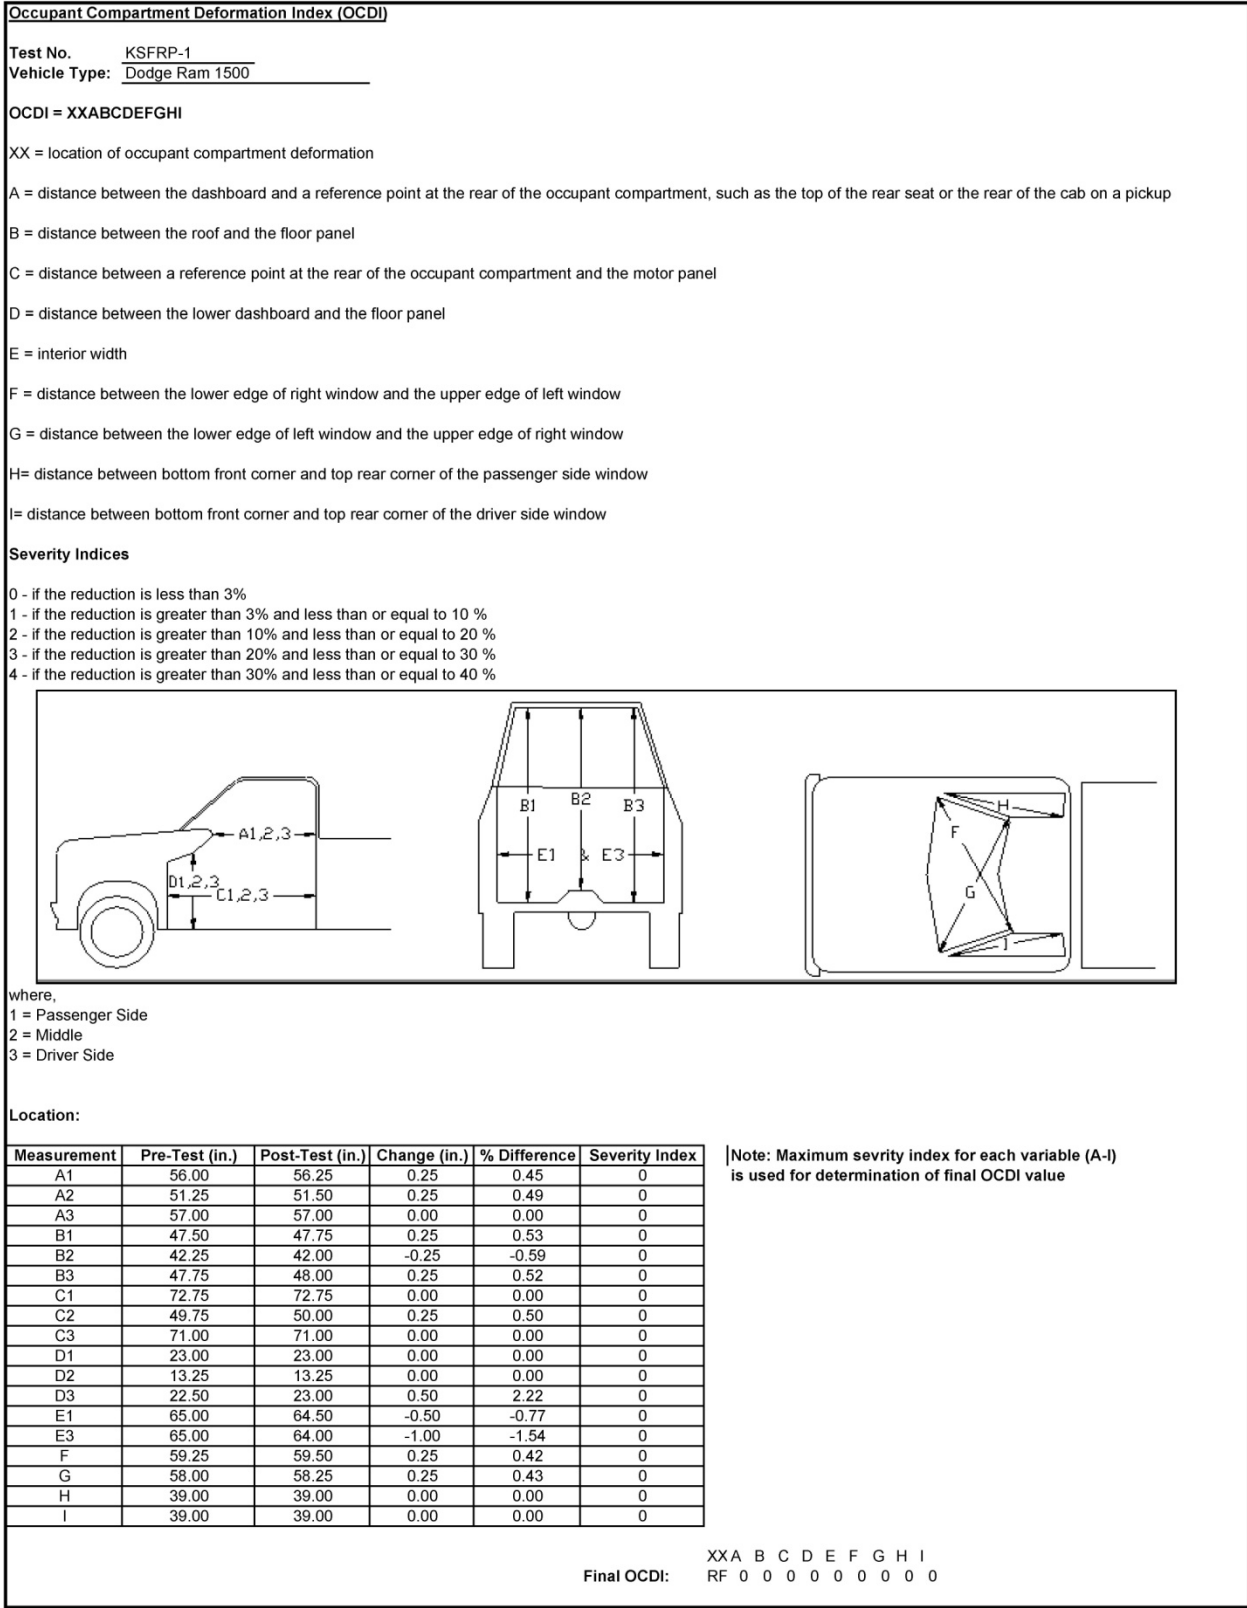 Occupant Compartment Deformation Index (OCDI)
Test No. KSFRP-1
Vehicle Type: Dodge Ram 1500
OCDI = XXABCDEFGHI
XX = location of occupant compartment deformation
A = distance between the dashboard and a reference point at the rear of the occupant compartment, such as the top of the rear seat or the rear of the cab on a pickup
B = distance between the roof and the floor panel
C = distance between a reference point at the rear of the occupant compartment and the motor panel
D = distance between the lower dashboard and the floor panel
E = interior width
F = distance between the lower edge of right window and the upper edge of left window
G = distance between the lower edge of left window and the upper edge of right window
H= distance between bottom front corner and top rear corner of the passenger side window
I= distance between bottom front corner and top rear corner of the driver side window
Severity Indices
0 - if the reduction is less than 3%
1 - if the reduction is greater than 3% and less than or equal to 10 %
2 - if the reduction is greater than 10% and less than or equal to 20 %
3 - if the reduction is greater than 20% and less than or equal to 30 %
4 - if the reduction is greater than 30% and less than or equal to 40 %
A1,2,3
D1,2,3
C1,2,3
B1 B2 B3
E1 & E3
H
F
G
I
where,
1 = Passenger Side
2 = Middle
3 = Driver Side
Location:
Measurement Pre-Test (in.) Post-Test (in.) Change (in.) % Difference Severity Index
A1 56.00 56.25 0.25 0.45 0
A2 51.25 51.50 0.25 0.49 0
A3 57.00 57.00 0.00 0.00 0
B1 47.50 47.75 0.25 0.53 0
B2 42.25 42.00 -0.25 -0.59 0
B3 47.75 48.00 0.25 0.52 0
C1 72.75 72.75 0.00 0.00 0
C2 49.75 50.00 0.25 0.50 0
C3 71.00 71.00 0.00 0.00 0
D1 23.00 23.00 0.00 0.00 0
D2 13.25 13.25 0.00 0.00 0
D3 22.50 23.00 0.50 2.22 0
E1 65.00 64.50 -0.50 -0.77 0
E3 65.00 64.00 -1.00 -1.54 0
F 59.25 59.50 0.25 0.42 0
G 58.00 58.25 0.25 0.43 0
H 39.00 39.00 0.00 0.00 0
I 39.00 39.00 0.00 0.00 0
Note: Maximum sevrity index for each variable (A-I)
is used for determination of final OCDI value
XX A B C D E F G H I
Final OCDI: RF 0 0 0 0 0 0 0 0 0